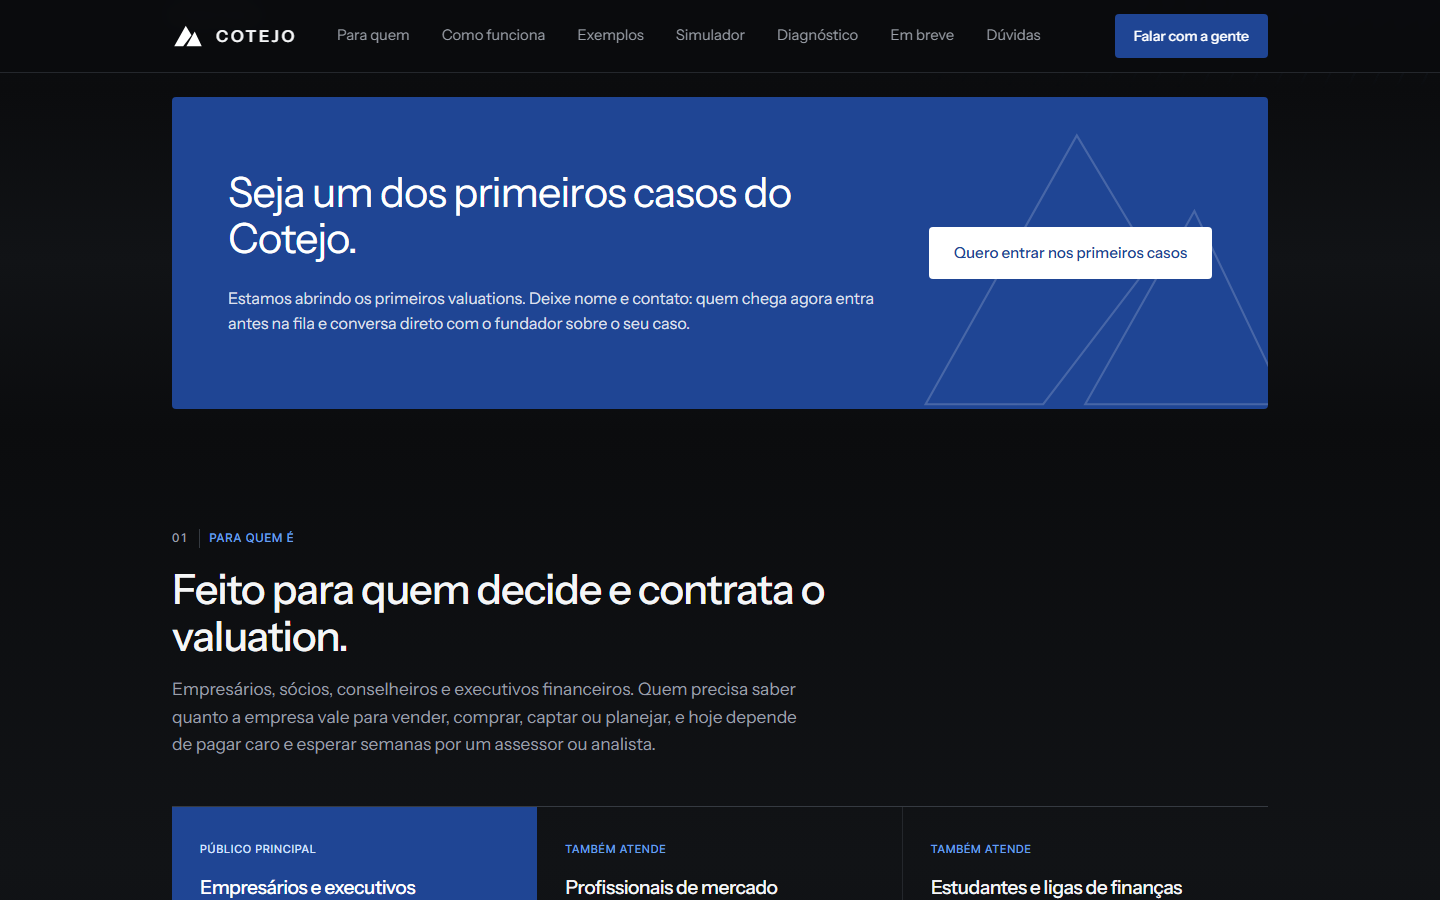 COTEJO
Para quem
Como funciona
Exemplos
Simulador
Diagnóstico
Em breve
Dúvidas
Falar com a gente
Seja um dos primeiros casos do
Cotejo.
Estamos abrindo os primeiros valuations. Deixe nome e contato: quem chega agora entra
antes na fila e conversa direto com o fundador sobre o seu caso.
Quero entrar nos primeiros casos
01 PARA QUEM É
Feito para quem decide e contrata o
valuation.
Empresários, sócios, conselheiros e executivos financeiros. Quem precisa saber
quanto a empresa vale para vender, comprar, captar ou planejar, e hoje depende
de pagar caro e esperar semanas por um assessor ou analista.
PÚBLICO PRINCIPAL
Empresários e executivos
TAMBÉM ATENDE
Profissionais de mercado
TAMBÉM ATENDE
Estudantes e ligas de finanças